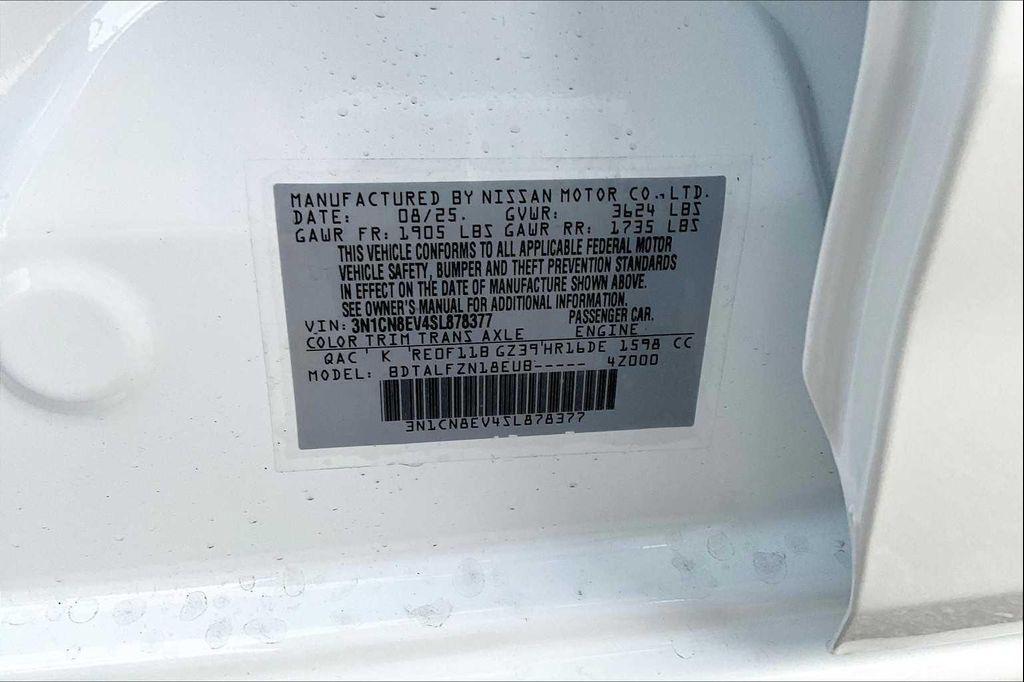 MANUFACTURED BY NISSAN MOTOR CO., LTD.
DATE: 08/25. GVWR: 3624 LBS
GAWR FR: 1905 LBS GAWR RR: 1735 LBS
THIS VEHICLE CONFORMS TO ALL APPLICABLE FEDERAL MOTOR
VEHICLE SAFETY, BUMPER AND THEFT PREVENTION STANDARDS
IN EFFECT ON THE DATE OF MANUFACTURE SHOWN ABOVE.
SEE OWNER'S MANUAL FOR ADDITIONAL INFORMATION.
VIN: 3N1CN8EV4SL878377 PASSENGER CAR.
COLOR TRIM TRANS AXLE ENGINE
QAC ' K ' RE0F11B GZ39'HR16DE 1598 CC
MODEL: BDTALFZN18EUB----- 4Z000
3N1CN8EV4SL878377